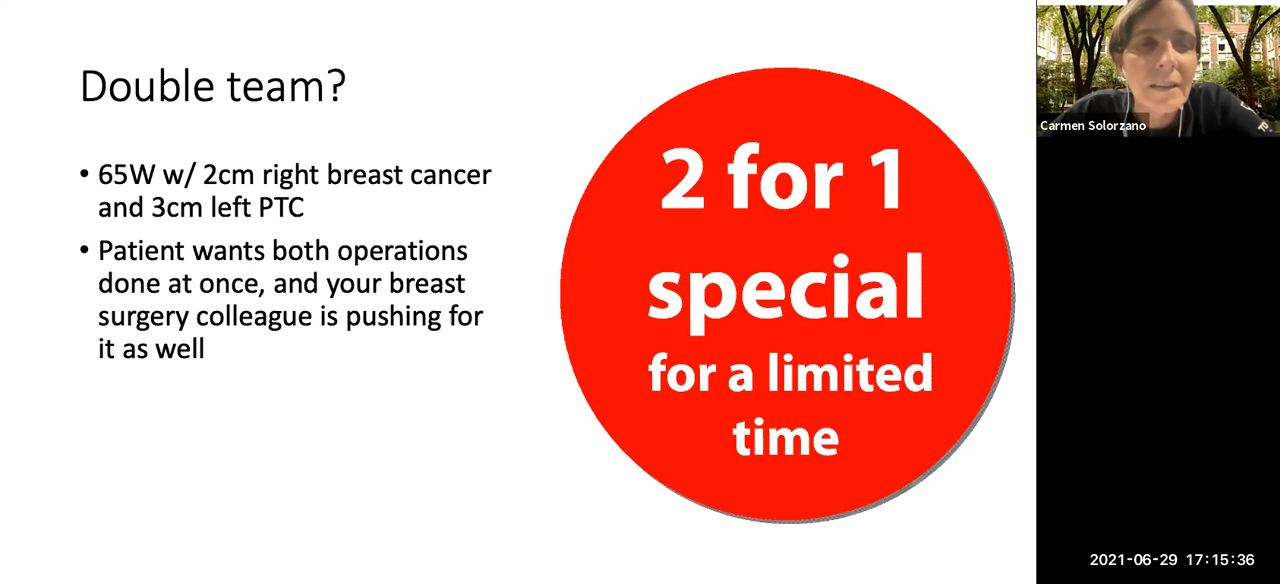 Double team?
• 65W w/ 2cm right breast cancer
and 3cm left PTC
• Patient wants both operations
done at once, and your breast
surgery colleague is pushing for
it as well
2 for 1
special
for a limited
time
Carmen Solorzano
2021-06-29 17:15:36